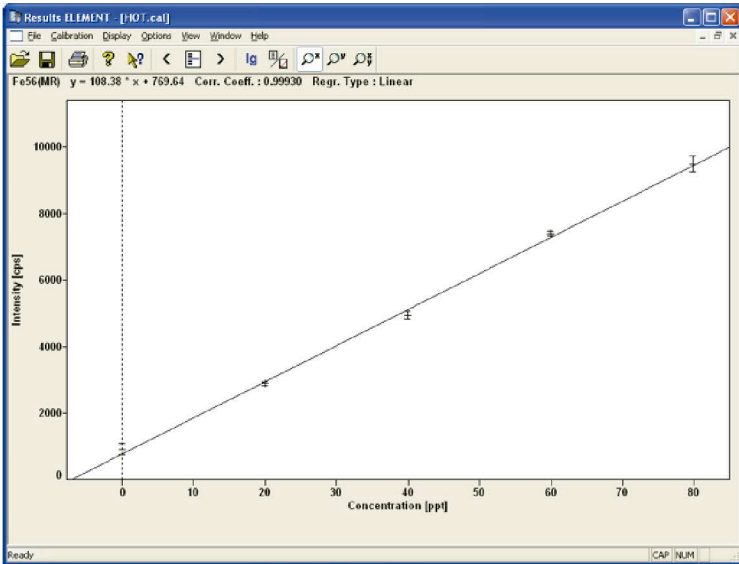 Results ELEMENT - [HOT.cal]
File Calibration Display Options View Window Help
lg
Fe56(MR) y = 108.38 * x + 769.64 Corr. Coeff. : 0.99930 Regr. Type : Linear
10000
8000
6000
4000
2000
0
Intensity [cps]
0 10 20 30 40 50 60 70 80
Concentration [ppt]
Ready CAP NUM